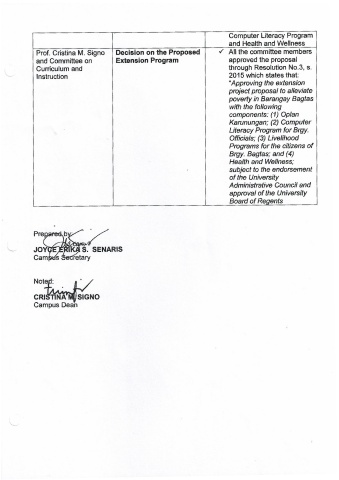 Computer Literacy Program
and Health and Wellness
Prof. Cristina M. Signo
and Committee on
Curriculum and
Instruction
Decision on the Proposed
Extension Program
✓ All the committee members
approved the proposal
through Resolution No.3, s.
2015 which states that:
"Approving the extension
project proposal to alleviate
poverty in Barangay Bagtas
with the following
components: (1) Oplan
Karunungan; (2) Computer
Literacy Program for Brgy.
Officials; (3) Livelihood
Programs for the citizens of
Brgy. Bagtas; and (4)
Health and Wellness;
subject to the endorsement
of the University
Administrative Council and
approval of the University
Board of Regents
Prepared by:
JOYCE ERIKA S. SENARIS
Campus Secretary
Noted:
CRISTINA M. SIGNO
Campus Dean